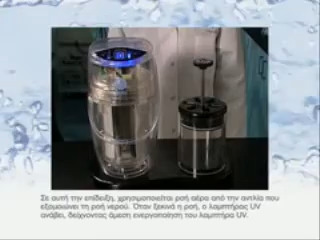 Σε αυτή την επίδειξη, χρησιμοποιείται ροή αέρα από την αντλία που
εξομοιώνει τη ροή νερού. Όταν ξεκινά η ροή, ο λαμπτήρας UV
ανάβει, δείχνοντας άμεση ενεργοποίηση του λαμπτήρα UV.